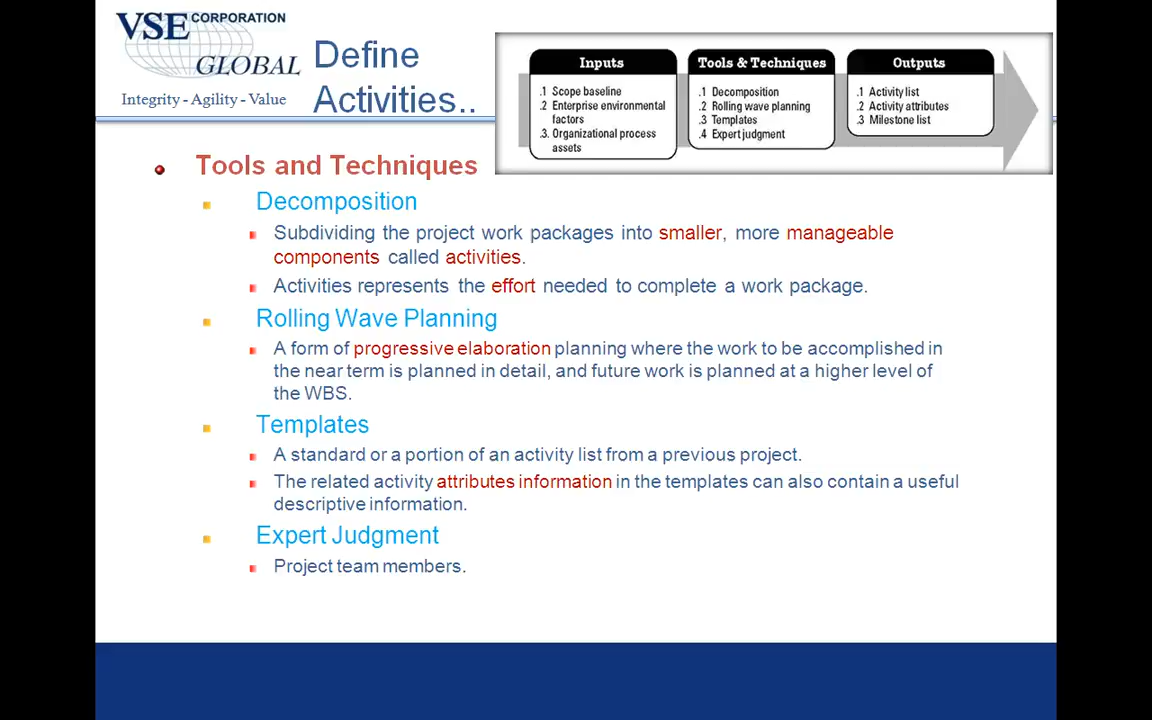 VSE CORPORATION
GLOBAL
Integrity - Agility - Value
Define
Activities..
Inputs
.1 Scope baseline
.2 Enterprise environmental
factors
.3. Organizational process
assets
Tools & Techniques
.1 Decomposition
.2 Rolling wave planning
.3 Templates
.4 Expert judgment
Outputs
.1 Activity list
.2 Activity attributes
.3 Milestone list
Tools and Techniques
Decomposition
Subdividing the project work packages into smaller, more manageable
components called activities.
Activities represents the effort needed to complete a work package.
Rolling Wave Planning
A form of progressive elaboration planning where the work to be accomplished in
the near term is planned in detail, and future work is planned at a higher level of
the WBS.
Templates
A standard or a portion of an activity list from a previous project.
The related activity attributes information in the templates can also contain a useful
descriptive information.
Expert Judgment
Project team members.